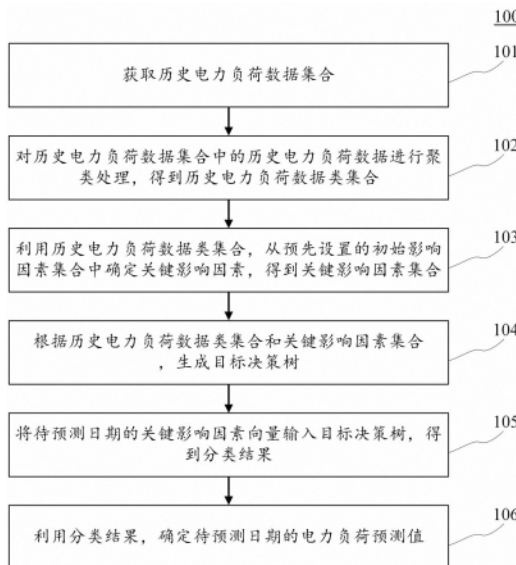 100
获取历史电力负荷数据集合
101
对历史电力负荷数据集合中的历史电力负荷数据进行聚
类处理，得到历史电力负荷数据类集合
102
利用历史电力负荷数据类集合，从预先设置的初始影响
因素集合中确定关键影响因素，得到关键影响因素集合
103
根据历史电力负荷数据类集合和关键影响因素集合
，生成目标决策树
104
将待预测日期的关键影响因素向量输入目标决策树，得
到分类结果
105
利用分类结果，确定待预测日期的电力负荷预测值
106